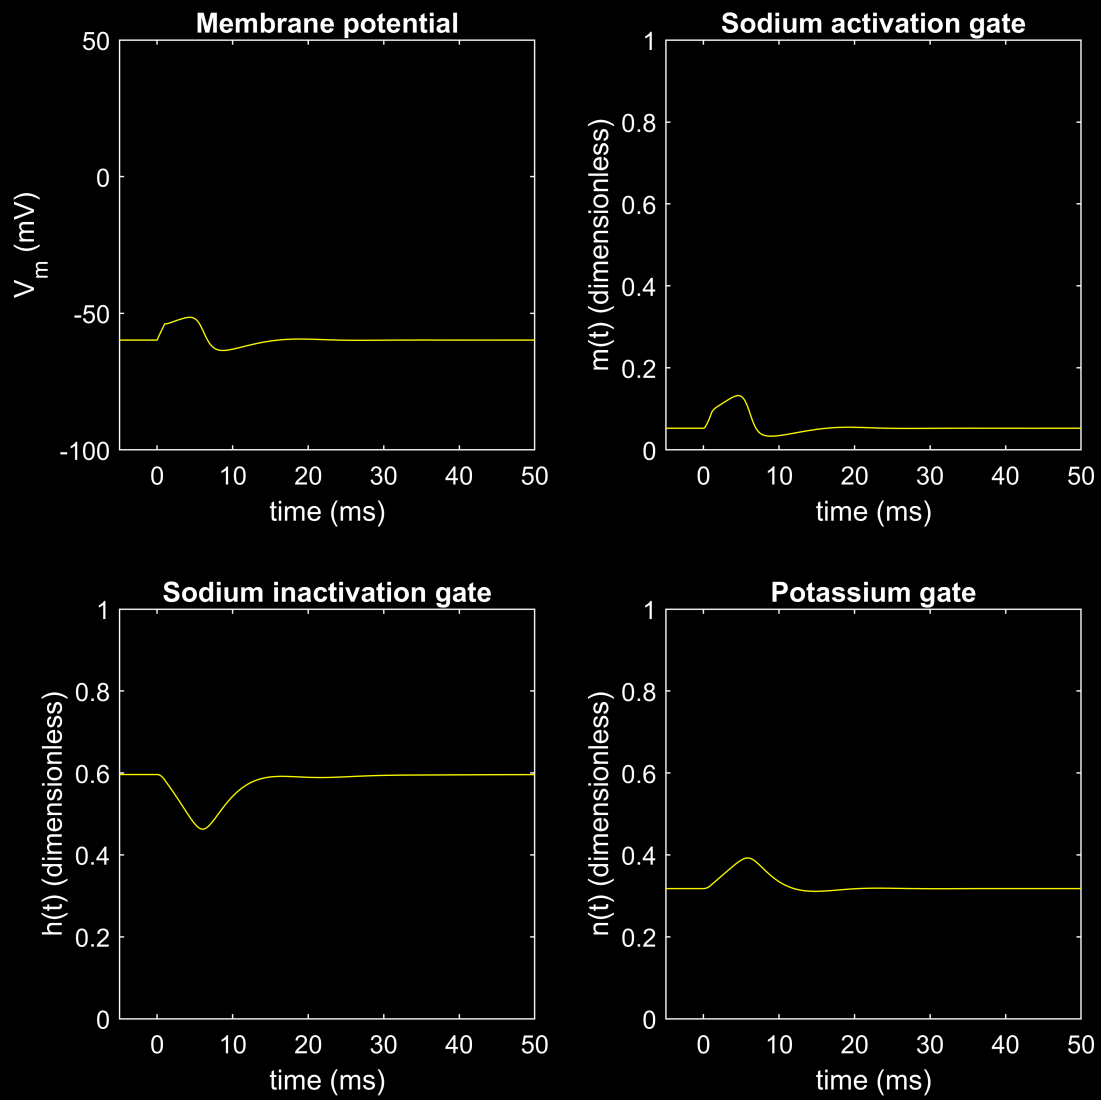 Membrane potential
50
0
-50
-100
V_m (mV)
0 10 20 30 40 50
time (ms)
Sodium activation gate
1
0.8
0.6
0.4
0.2
0
m(t) (dimensionless)
0 10 20 30 40 50
time (ms)
Sodium inactivation gate
1
0.8
0.6
0.4
0.2
0
h(t) (dimensionless)
0 10 20 30 40 50
time (ms)
Potassium gate
1
0.8
0.6
0.4
0.2
0
n(t) (dimensionless)
0 10 20 30 40 50
time (ms)